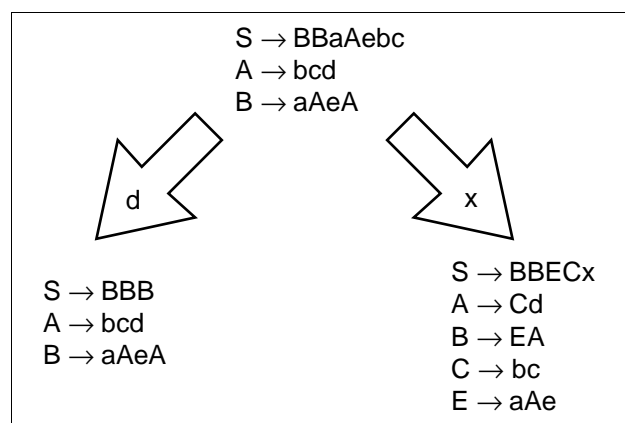 S → BBaAebc
A → bcd
B → aAeA
d
x
S → BBB
A → bcd
B → aAeA
S → BBECx
A → Cd
B → EA
C → bc
E → aAe